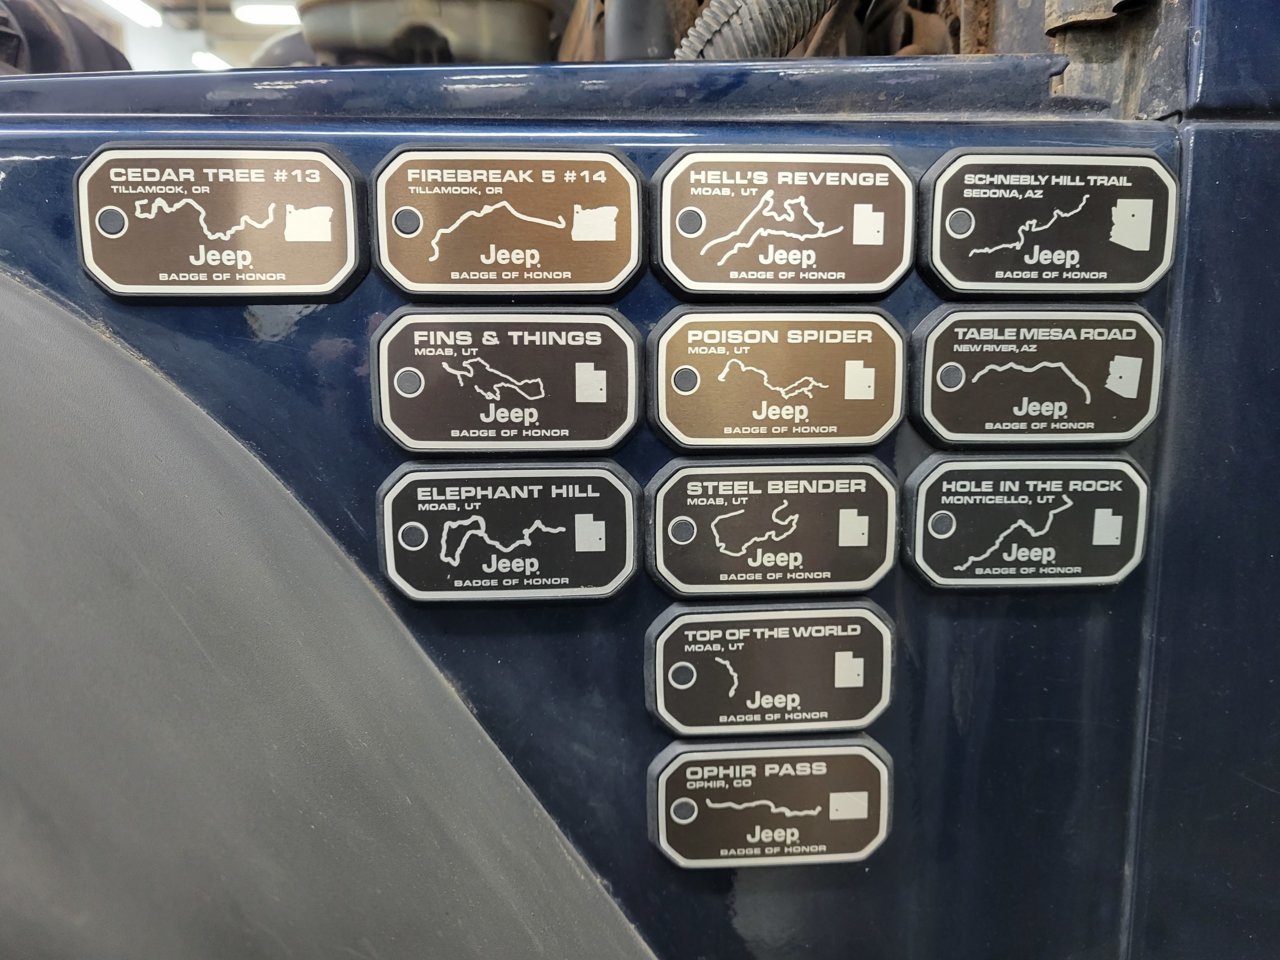 CEDAR TREE #13
TILLAMOOK, OR
Jeep
BADGE OF HONOR
FIREBREAK 5 #14
TILLAMOOK, OR
Jeep
BADGE OF HONOR
HELL'S REVENGE
MOAB, UT
Jeep
BADGE OF HONOR
SCHNEBLY HILL TRAIL
SEDONA, AZ
Jeep
BADGE OF HONOR
FINS & THINGS
MOAB, UT
Jeep
BADGE OF HONOR
POISON SPIDER
MOAB, UT
Jeep
BADGE OF HONOR
TABLE MESA ROAD
NEW RIVER, AZ
Jeep
BADGE OF HONOR
ELEPHANT HILL
MOAB, UT
Jeep
BADGE OF HONOR
STEEL BENDER
MOAB, UT
Jeep
BADGE OF HONOR
HOLE IN THE ROCK
MONTICELLO, UT
Jeep
BADGE OF HONOR
TOP OF THE WORLD
MOAB, UT
Jeep
BADGE OF HONOR
OPHIR PASS
OPHIR, CO
Jeep
BADGE OF HONOR